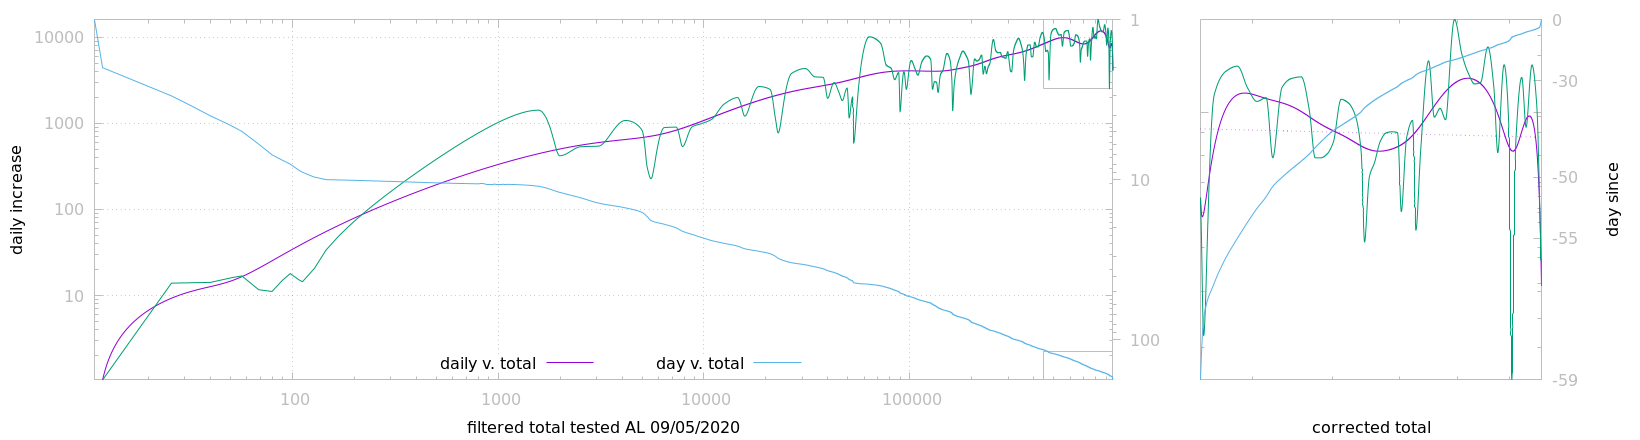 10000
1000
100
10
daily increase
100
1000
10000
100000
filtered total tested AL 09/05/2020
daily v. total
day v. total
1
10
100
0
-30
-50
-55
-59
day since
corrected total